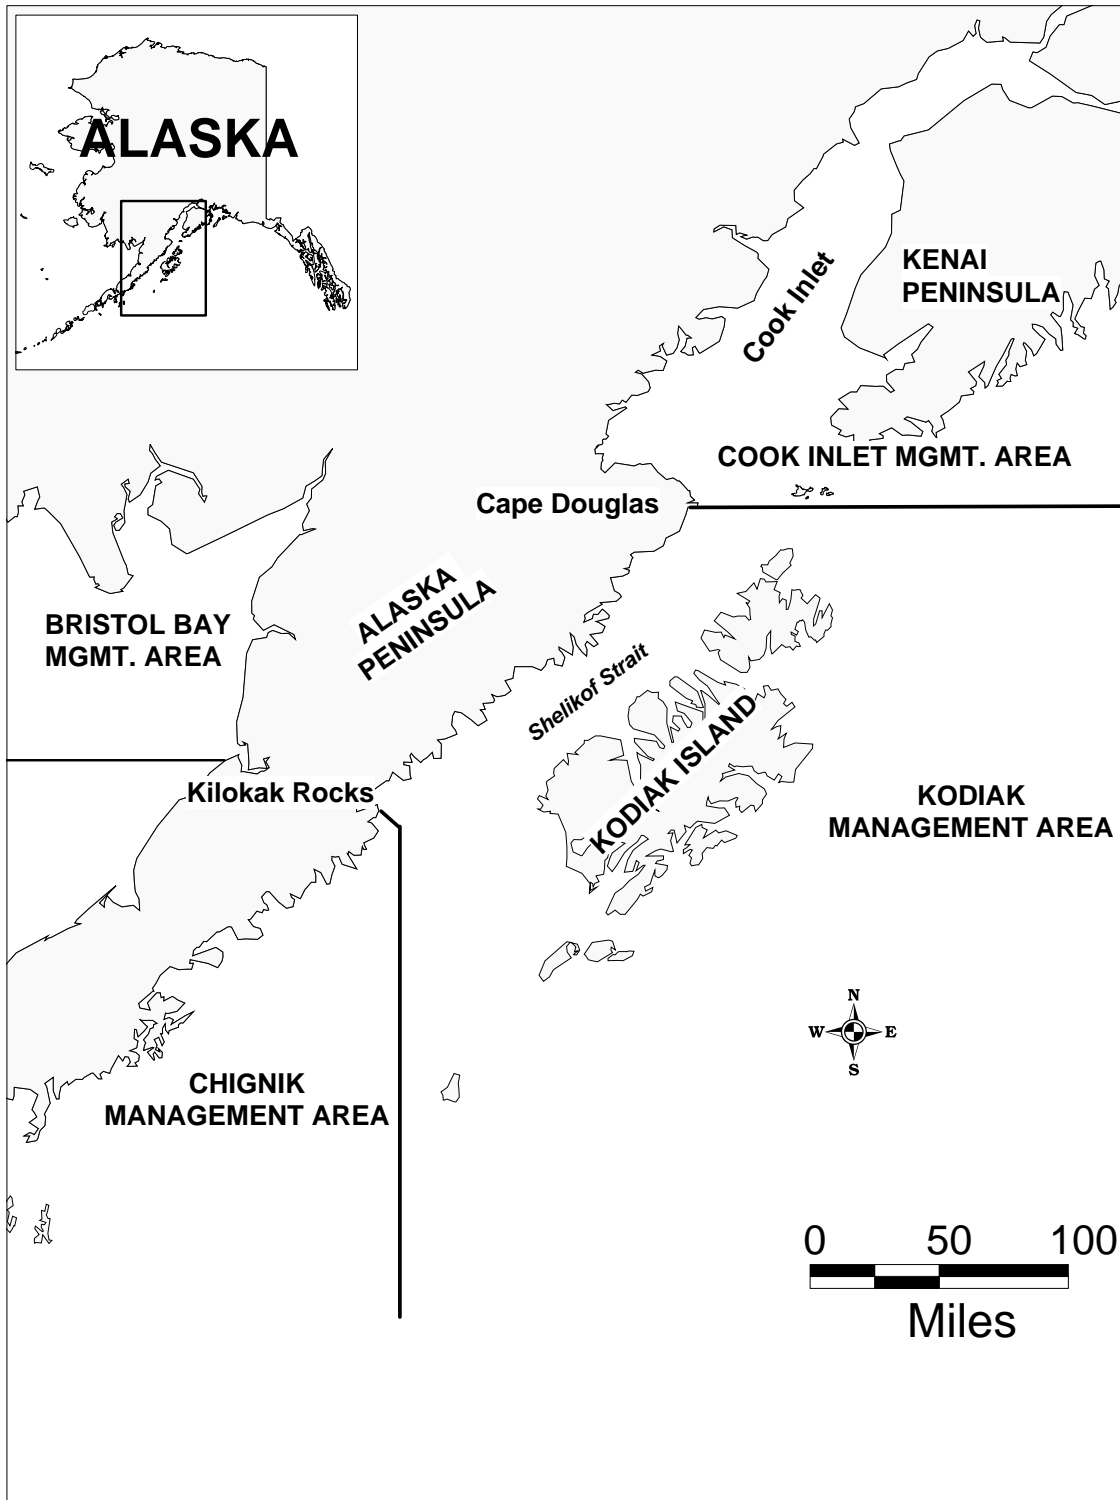 ALASKA
KENAI
PENINSULA
Cook Inlet
COOK INLET MGMT. AREA
Cape Douglas
ALASKA
PENINSULA
BRISTOL BAY
MGMT. AREA
Shelikof Strait
KODIAK ISLAND
Kilokak Rocks
KODIAK
MANAGEMENT AREA
N
W E
S
CHIGNIK
MANAGEMENT AREA
0 50 100
Miles